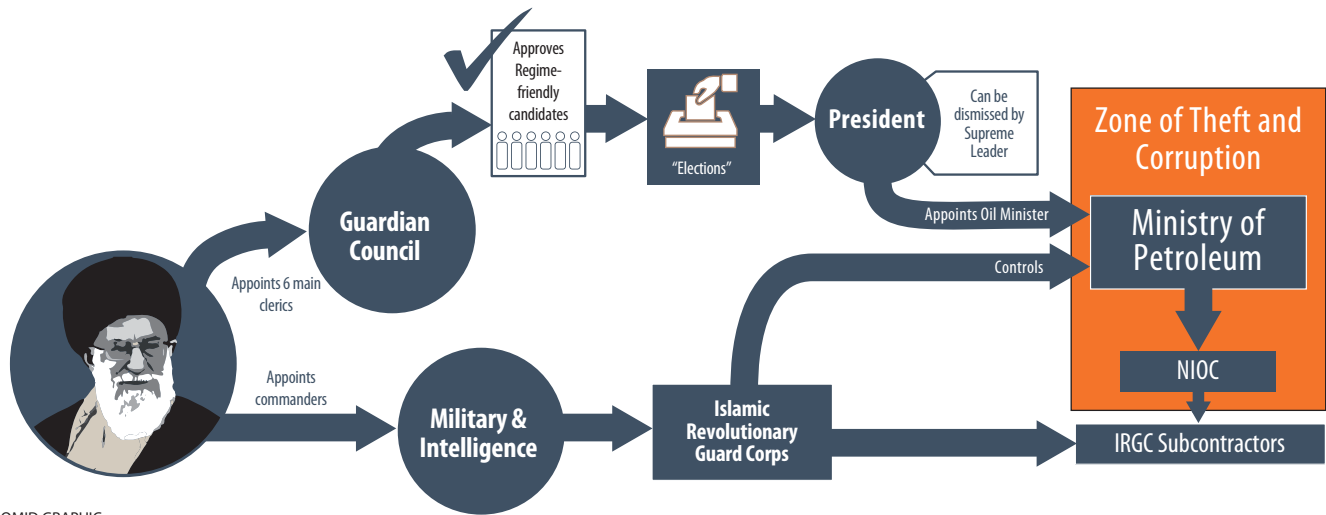 Approves
Regime-
friendly
candidates
"Elections"
President
Can be
dismissed by
Supreme
Leader
Zone of Theft and
Corruption
Guardian
Council
Appoints Oil Minister
Ministry of
Petroleum
Controls
Appoints 6 main
clerics
NIOC
Appoints
commanders
Military &
Intelligence
Islamic
Revolutionary
Guard Corps
IRGC Subcontractors
OMID GRAPHIC